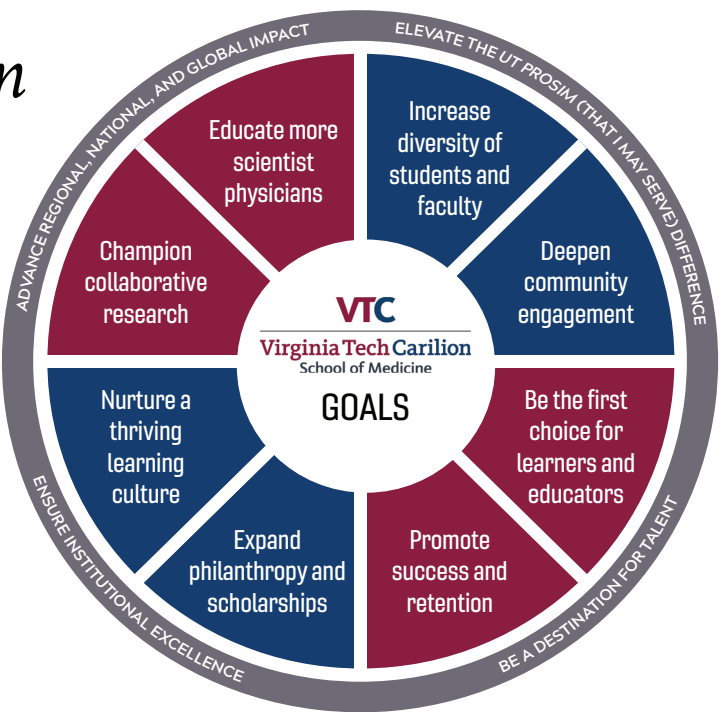 n
ADVANCE REGIONAL, NATIONAL, AND GLOBAL IMPACT
ELEVATE THE UT PROSIM (THAT I MAY SERVE) DIFFERENCE
Educate more
scientist
physicians
Increase
diversity of
students and
faculty
Champion
collaborative
research
Deepen
community
engagement
VTC
Virginia Tech Carilion
School of Medicine
GOALS
Nurture a
thriving
learning
culture
Be the first
choice for
learners and
educators
Expand
philanthropy and
scholarships
Promote
success and
retention
ENSURE INSTITUTIONAL EXCELLENCE
BE A DESTINATION FOR TALENT